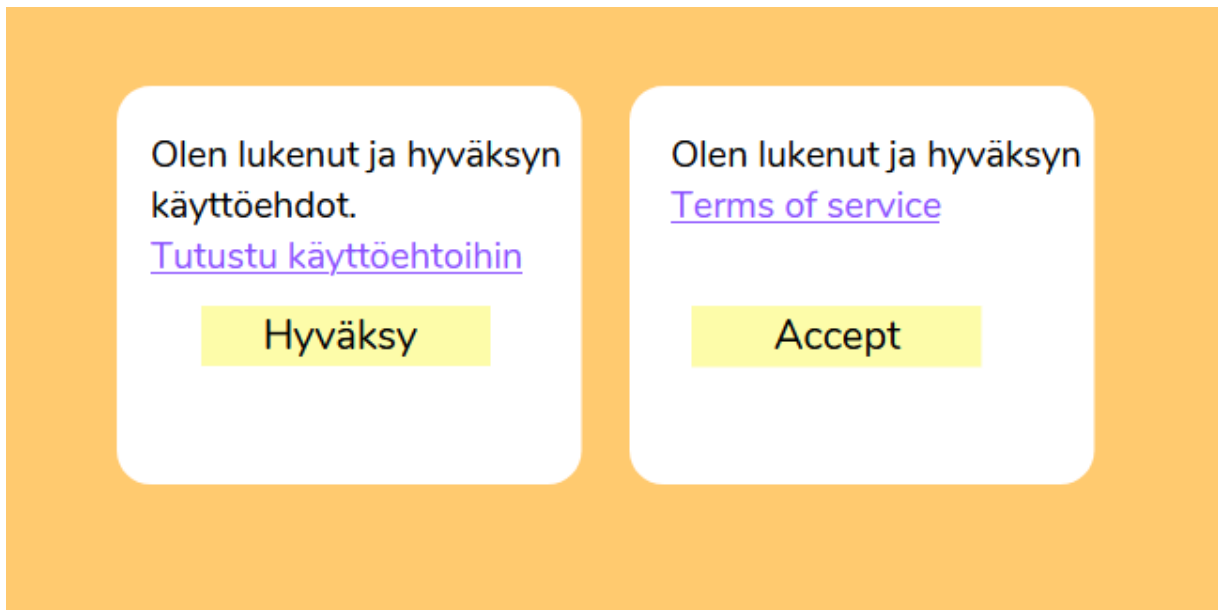 Olen lukenut ja hyväksyn
käyttöehdot.
Tutustu käyttöehtoihin
Hyväksy
Olen lukenut ja hyväksyn
Terms of service
Accept